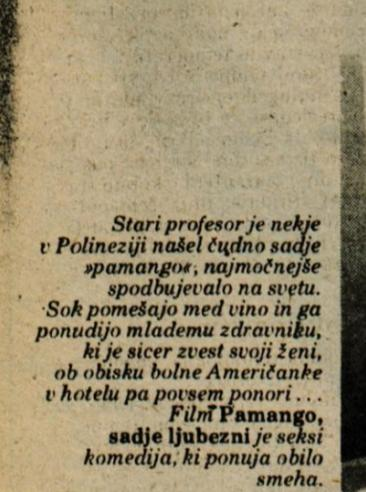 Stari profesor je nekje
v Polineziji našel čudno sadje
»pamango«, najmočnejše
spodbujevalo na svetu.
Sok pomešajo med vino in ga
ponudijo mlademu zdravniku,
ki je sicer zvest svoji ženi,
ob obisku bolne Američanke
v hotelu pa povsem ponori...
Film Pamango,
sadje ljubezni je seksi
komedija, ki ponuja obilo
smeha.